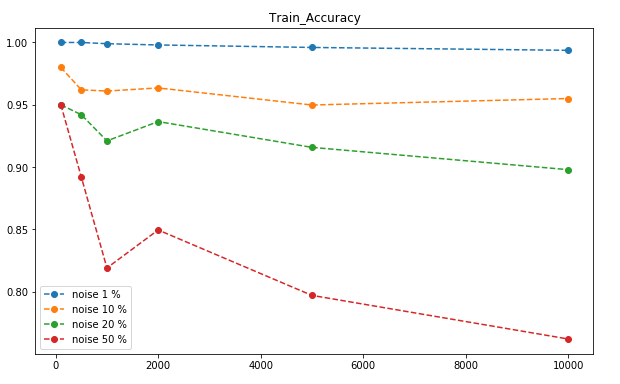 Train_Accuracy
1.00
0.95
0.90
0.85
0.80
noise 1 %
noise 10 %
noise 20 %
noise 50 %
0 2000 4000 6000 8000 10000